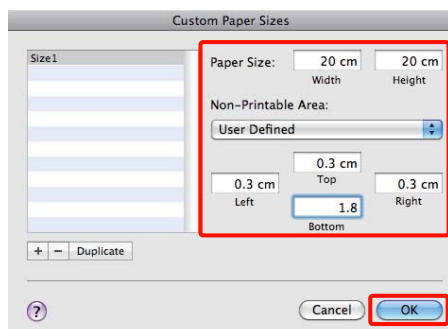 Custom Paper Sizes
Size1
Paper Size: 20 cm 20 cm
Width Height
Non-Printable Area:
User Defined
0.3 cm
Top
0.3 cm 0.3 cm
Left Right
1.8
Bottom
+ − Duplicate
? Cancel OK